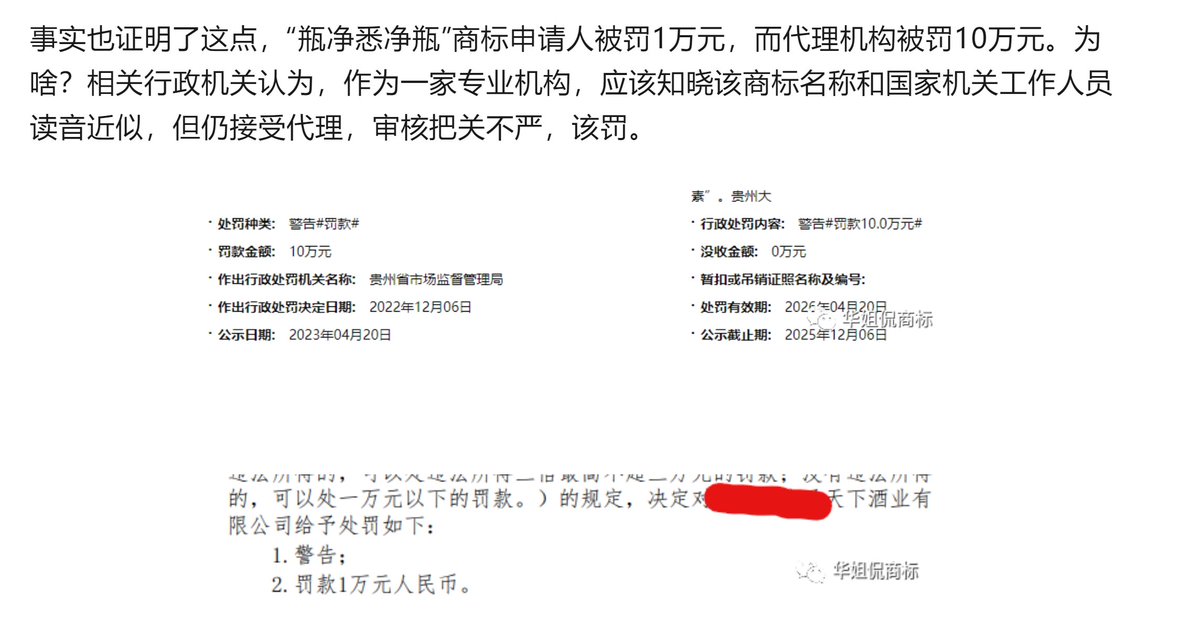 事实也证明了这点，“瓶净悉净瓶”商标申请人被罚1万元，而代理机构被罚10万元。为
啥？相关行政机关认为，作为一家专业机构，应该知晓该商标名称和国家机关工作人员
读音近似，但仍接受代理，审核把关不严，该罚。
素”。贵州大
· 处罚种类： 警告#罚款#
· 行政处罚内容： 警告#罚款10.0万元#
· 罚款金额： 10万元
· 没收金额： 0万元
· 作出行政处罚机关名称： 贵州省市场监督管理局
· 暂扣或吊销证照名称及编号：
· 作出行政处罚决定日期： 2022年12月06日
· 处罚有效期： 2026年04月20日
华姐侃商标
· 公示日期： 2023年04月20日
· 公示截止期： 2025年12月06日
的，可以处一万元以下的罚款。）的规定，决定对
天下酒业有
限公司给予处罚如下：
1. 警告；
2. 罚款1万元人民币。
华姐侃商标